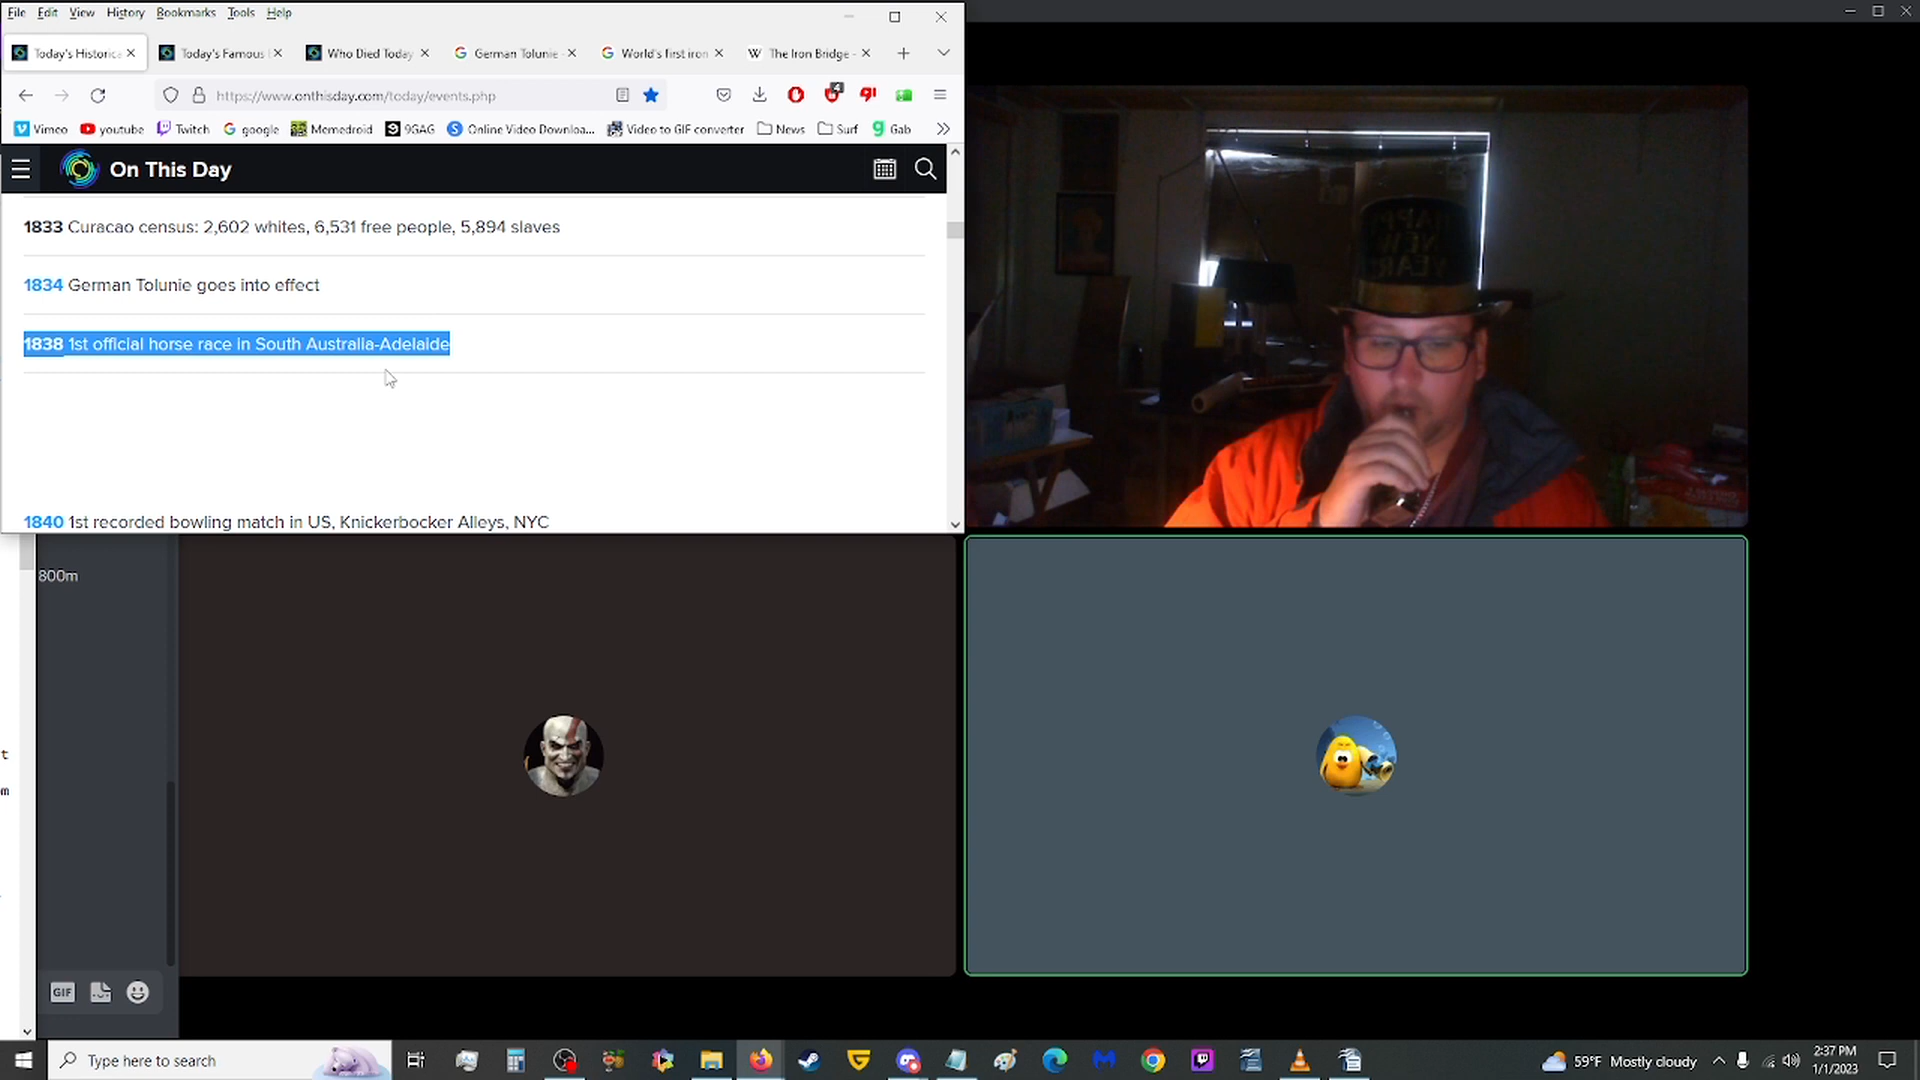 File Edit View History Bookmarks Tools Help
Today's Historica
Today's Famous
Who Died Today
German Tolunie -
World's first iron
The Iron Bridge -
https://www.onthisday.com/today/events.php
4
Vimeo youtube Twitch google Memedroid 9GAG Online Video Downloa... Video to GIF converter News Surf Gab
On This Day
1833 Curacao census: 2,602 whites, 6,531 free people, 5,894 slaves
1834 German Tolunie goes into effect
1838 1st official horse race in South Australia-Adelaide
1840 1st recorded bowling match in US, Knickerbocker Alleys, NYC
HAPPY
NEW
YEAR
800m
t
m
GIF
Type here to search
59°F Mostly cloudy
2:37 PM
1/1/2023